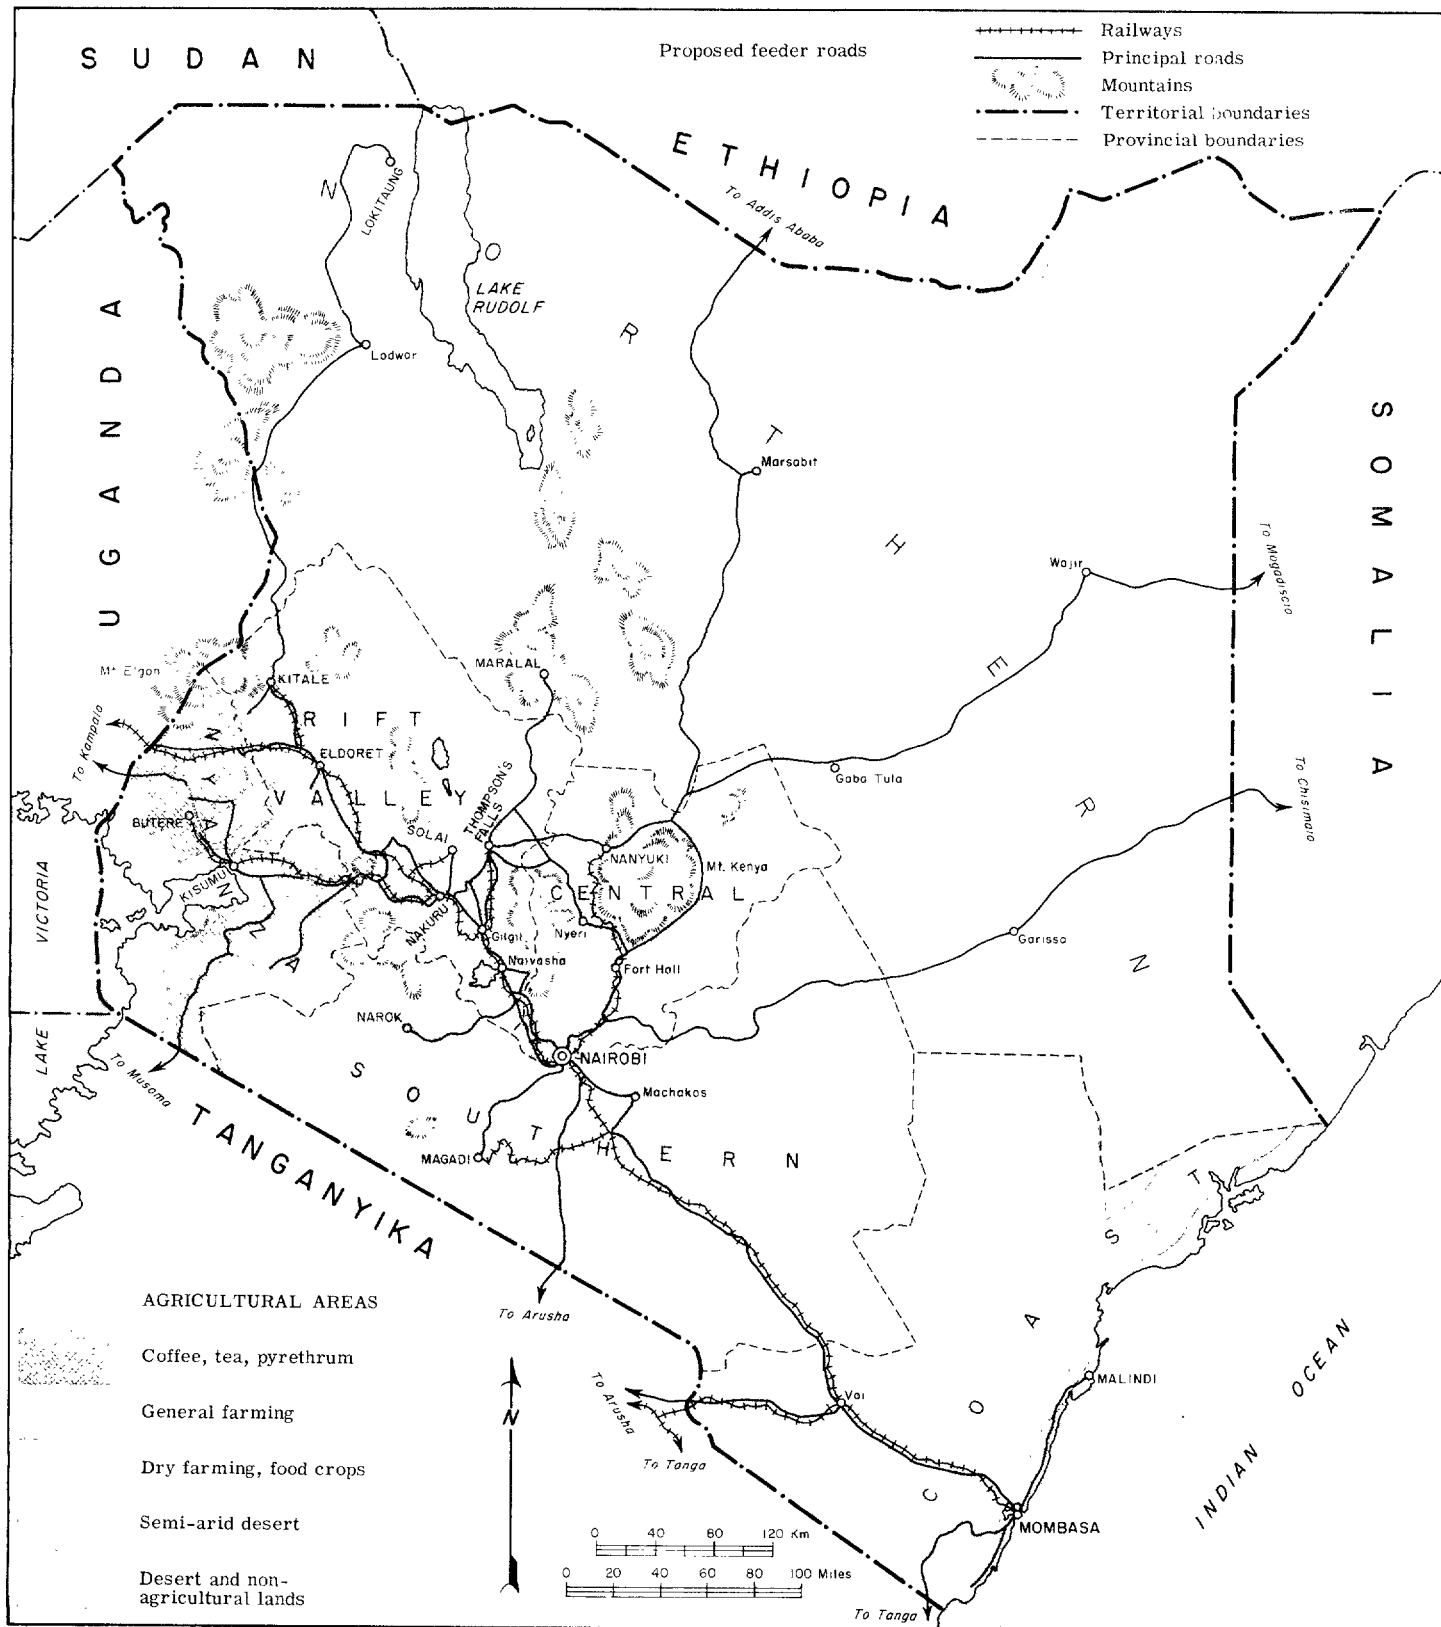 SUDAN
Proposed feeder roads
Railways
Principal roads
Mountains
Territorial boundaries
Provincial boundaries
ETHIOPIA
To Addis Ababa
NORTHERN
LOKITAUNG
LAKE
RUDOLF
Lodwar
UGANDA
SOMALIA
Marsabit
Wajir
To Mogadiscio
Mt Elgon
KITALE
MARALAL
RIFT
VALLEY
To Kampala
ELDORET
NYANZA
THOMPSON'S
FALLS
Gaba Tula
To Chisimaio
BUTERE
SOLAI
NANYUKI
Mt. Kenya
KISUMU
CENTRAL
NAKURU
Gilgil
Nyeri
Garissa
LAKE VICTORIA
Naivasha
Fort Hall
NAROK
NAIROBI
To Musoma
SOUTHERN
Machakos
MAGADI
TANGANYIKA
COAST
To Arusha
AGRICULTURAL AREAS
Coffee, tea, pyrethrum
General farming
Dry farming, food crops
Semi-arid desert
Desert and non-
agricultural lands
N
To Arusha
To Tanga
Voi
MALINDI
MOMBASA
INDIAN OCEAN
To Tanga
0 40 80 120 Km
0 20 40 60 80 100 Miles